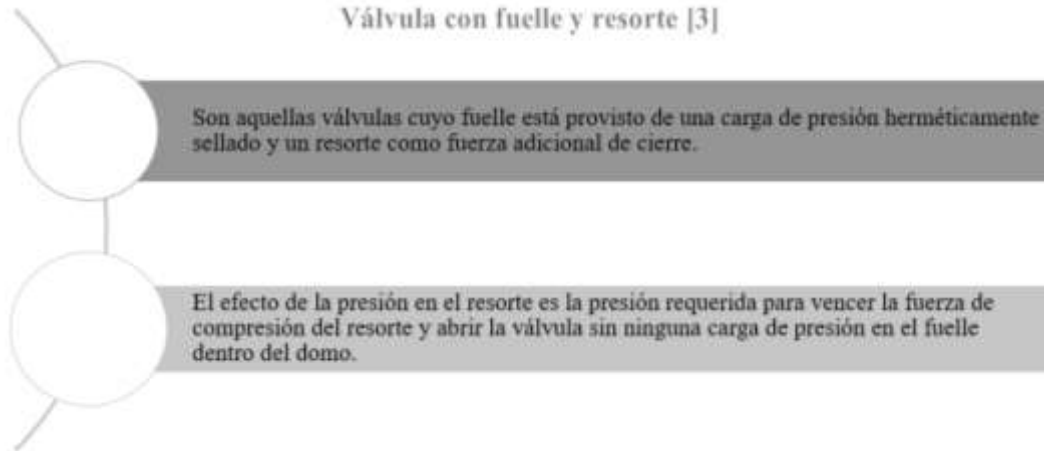 Válvula con fuelle y resorte [3]
Son aquellas válvulas cuyo fuelle está provisto de una carga de presión herméticamente
sellado y un resorte como fuerza adicional de cierre.
El efecto de la presión en el resorte es la presión requerida para vencer la fuerza de
compresión del resorte y abrir la válvula sin ninguna carga de presión en el fuelle
dentro del domo.